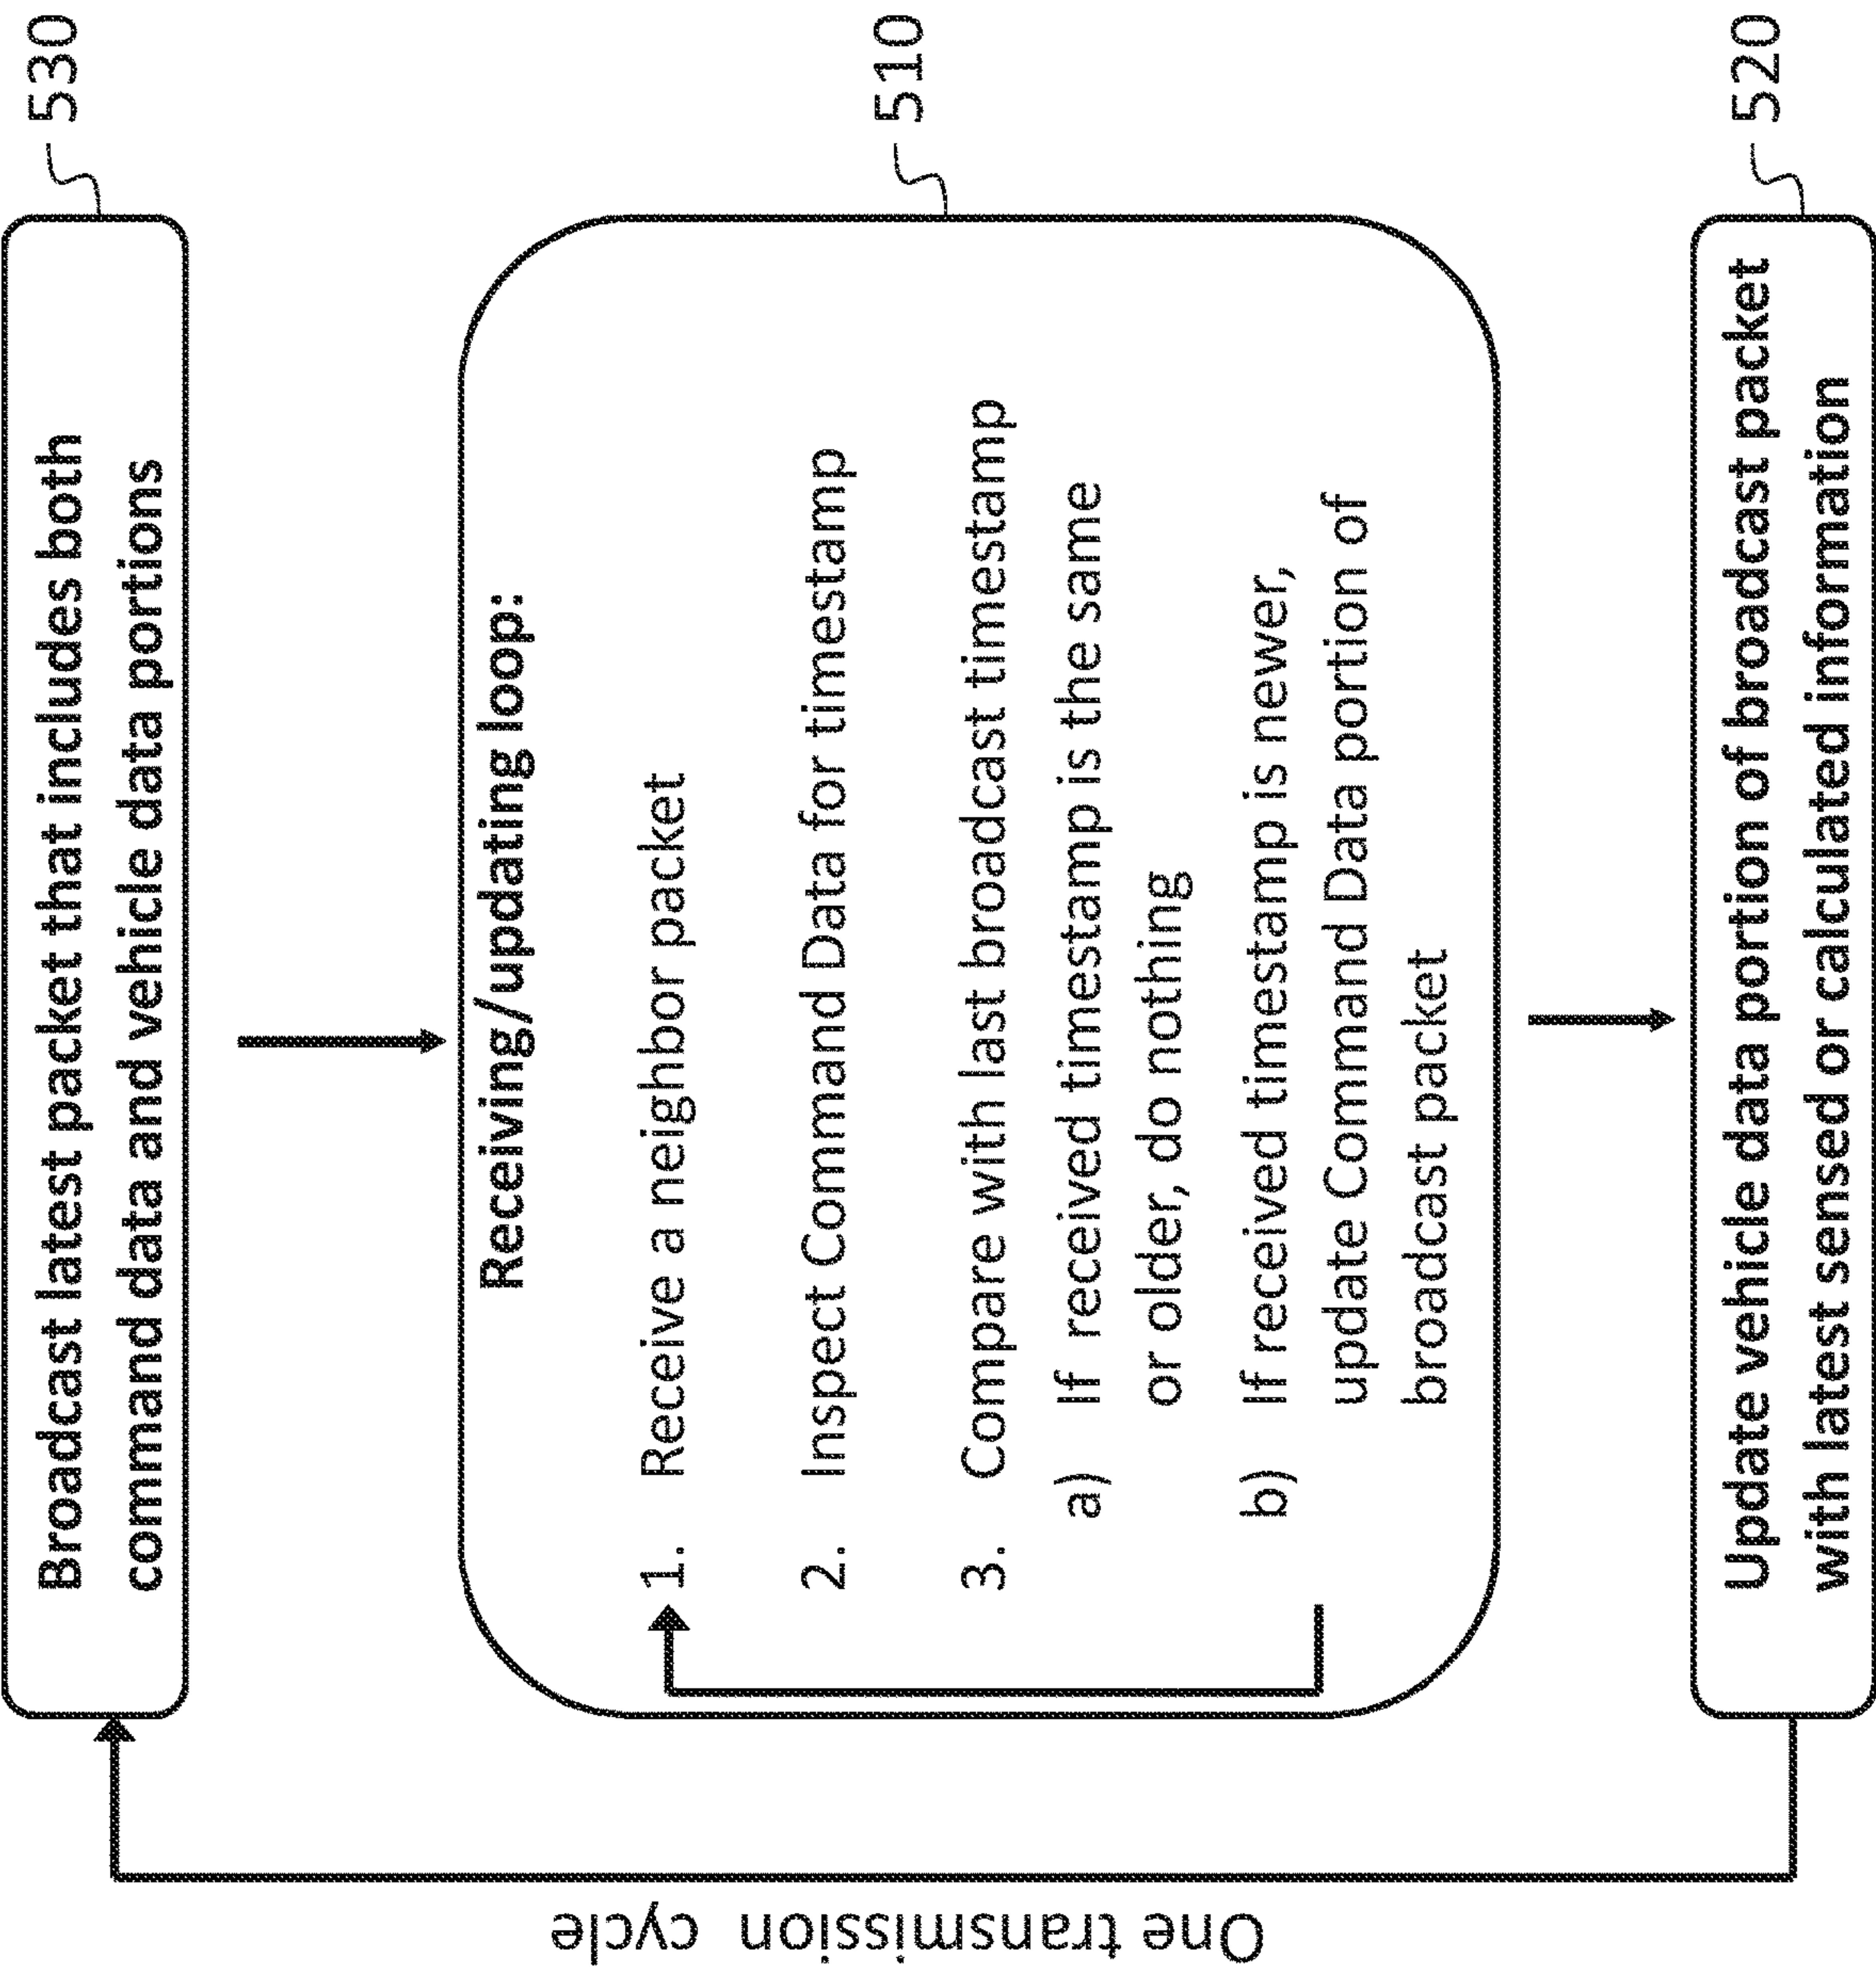 Broadcast latest packet that includes both
command data and vehicle data portions
530
Receiving/updating loop:
1. Receive a neighbor packet
2. Inspect Command Data for timestamp
3. Compare with last broadcast timestamp
a) If received timestamp is the same
or older, do nothing
b) If received timestamp is newer,
update Command Data portion of
broadcast packet
510
Update vehicle data portion of broadcast packet
with latest sensed or calculated information
520
One transmission cycle